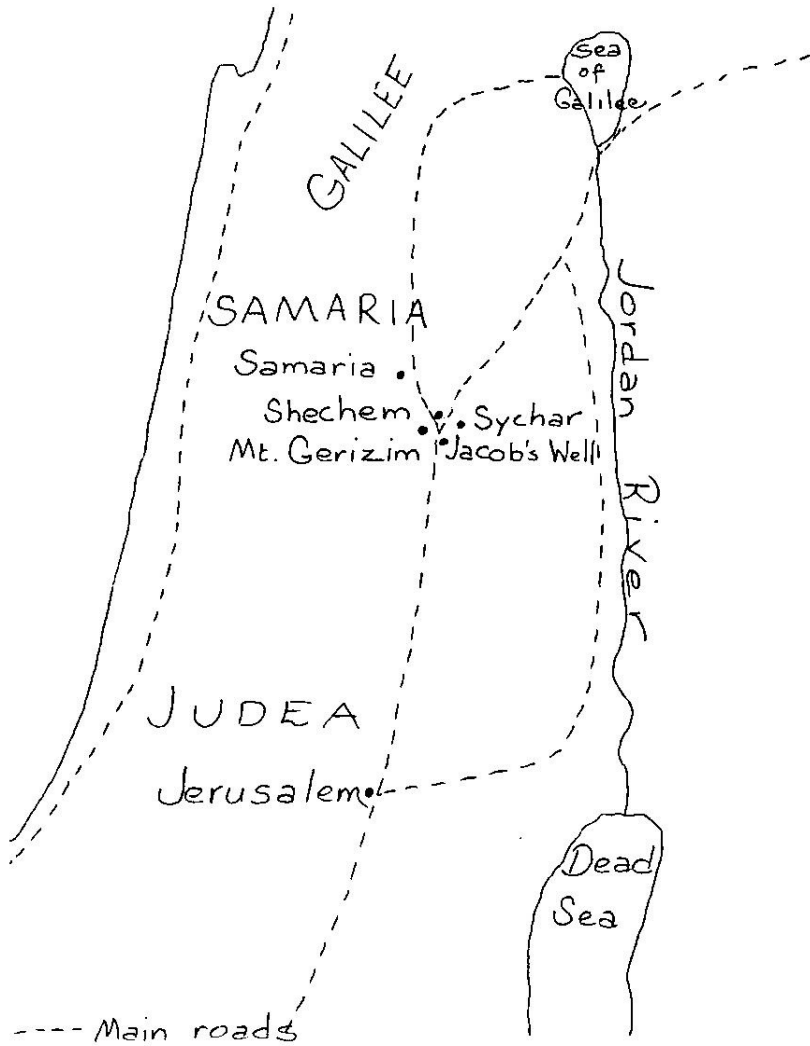 Sea
of
Galilee
GALILEE
SAMARIA
Samaria
Shechem
Sychar
Mt. Gerizim
Jacob's Well
Jordan River
JUDEA
Jerusalem
Dead
Sea
---- Main roads